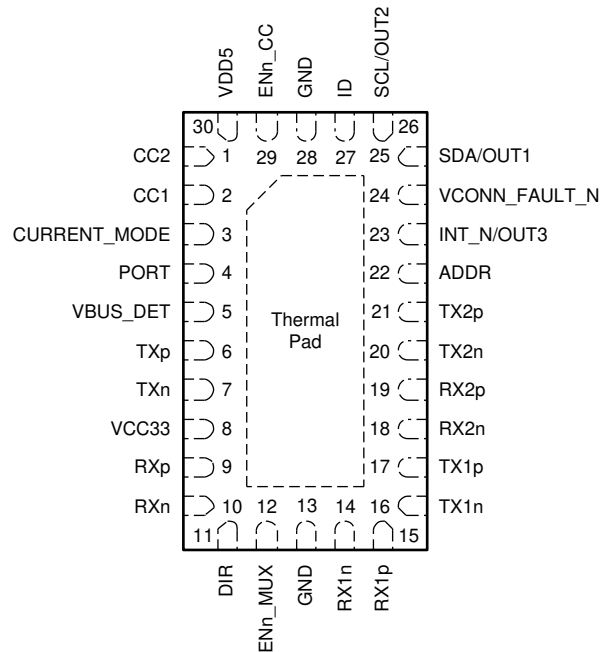 VDD5
ENn_CC
GND
ID
SCL/OUT2
30
26
CC2 1 29 28 27 25 SDA/OUT1
CC1 2 24 VCONN_FAULT_N
CURRENT_MODE 3 23 INT_N/OUT3
PORT 4 22 ADDR
VBUS_DET 5 21 TX2p
Thermal
Pad
TXp 6 20 TX2n
TXn 7 19 RX2p
VCC33 8 18 RX2n
RXp 9 17 TX1p
RXn 10 12 13 14 16 TX1n
11
15
DIR
ENn_MUX
GND
RX1n
RX1p